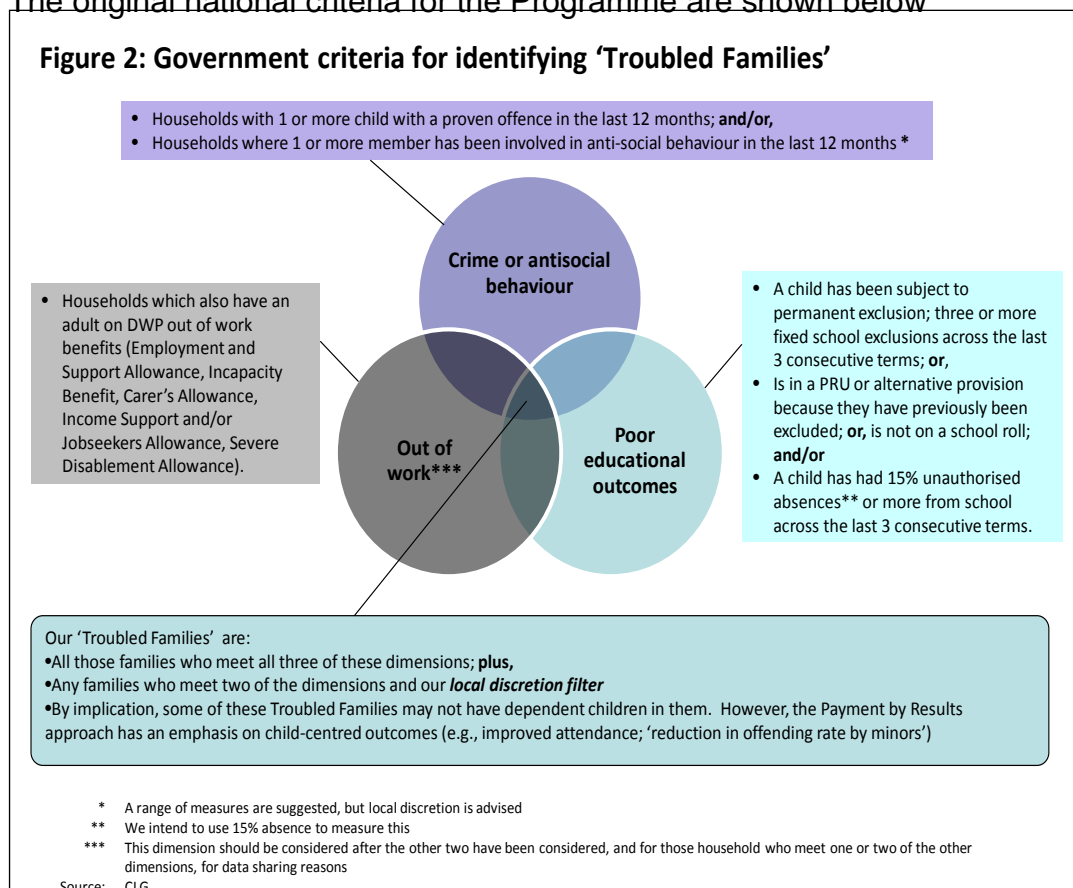 The original national criteria for the Programme are shown below
Figure 2: Government criteria for identifying ‘Troubled Families’
• Households with 1 or more child with a proven offence in the last 12 months; and/or,
• Households where 1 or more member has been involved in anti-social behaviour in the last 12 months *
Crime or antisocial
behaviour
• Households which also have an
adult on DWP out of work
benefits (Employment and
Support Allowance, Incapacity
Benefit, Carer’s Allowance,
Income Support and/or
Jobseekers Allowance, Severe
Disablement Allowance).
Out of
work***
Poor
educational
outcomes
• A child has been subject to
permanent exclusion; three or more
fixed school exclusions across the last
3 consecutive terms; or,
• Is in a PRU or alternative provision
because they have previously been
excluded; or, is not on a school roll;
and/or
• A child has had 15% unauthorised
absences** or more from school
across the last 3 consecutive terms.
Our ‘Troubled Families’ are:
•All those families who meet all three of these dimensions; plus,
•Any families who meet two of the dimensions and our local discretion filter
•By implication, some of these Troubled Families may not have dependent children in them. However, the Payment by Results
approach has an emphasis on child-centred outcomes (e.g., improved attendance; ‘reduction in offending rate by minors’)
* A range of measures are suggested, but local discretion is advised
** We intend to use 15% absence to measure this
*** This dimension should be considered after the other two have been considered, and for those household who meet one or two of the other
dimensions, for data sharing reasons
Source: CLG